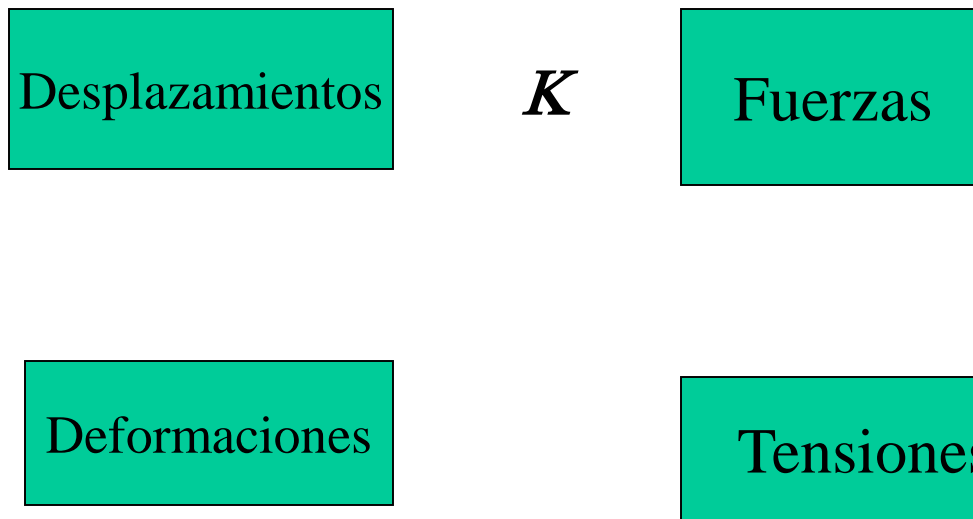 Desplazamientos
K
Fuerzas
Deformaciones
Tensiones